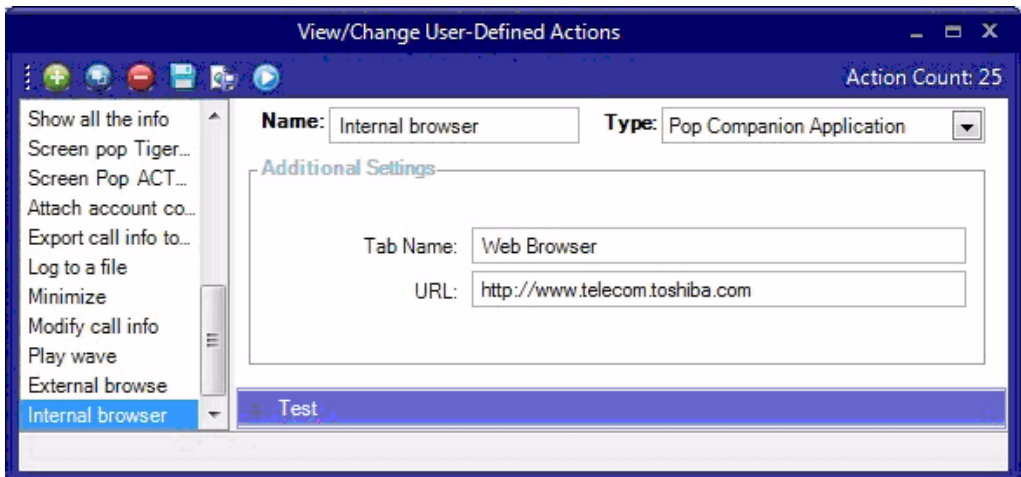 View/Change User-Defined Actions
Action Count: 25
Show all the info
Screen pop Tiger...
Screen Pop ACT...
Attach account co...
Export call info to...
Log to a file
Minimize
Modify call info
Play wave
External browse
Internal browser
Name: Internal browser Type: Pop Companion Application
Additional Settings
Tab Name: Web Browser
URL: http://www.telecom.toshiba.com
Test